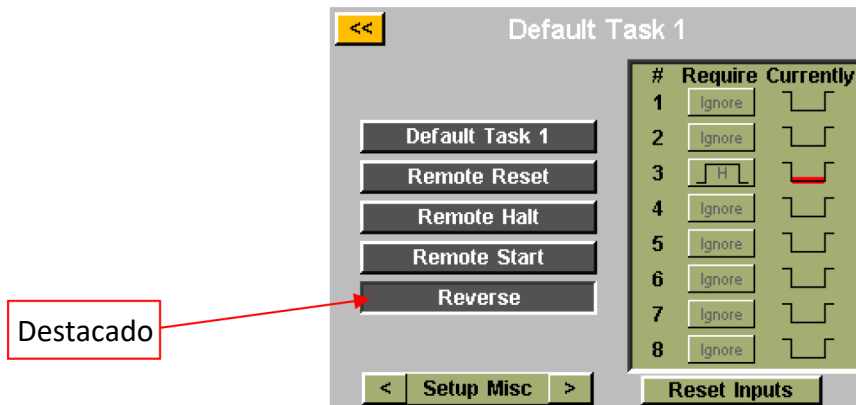 << Default Task 1
# Require Currently
1 Ignore
2 Ignore
3 H
4 Ignore
5 Ignore
6 Ignore
7 Ignore
8 Ignore
Default Task 1
Remote Reset
Remote Halt
Remote Start
Reverse
Destacado
< Setup Misc >
Reset Inputs